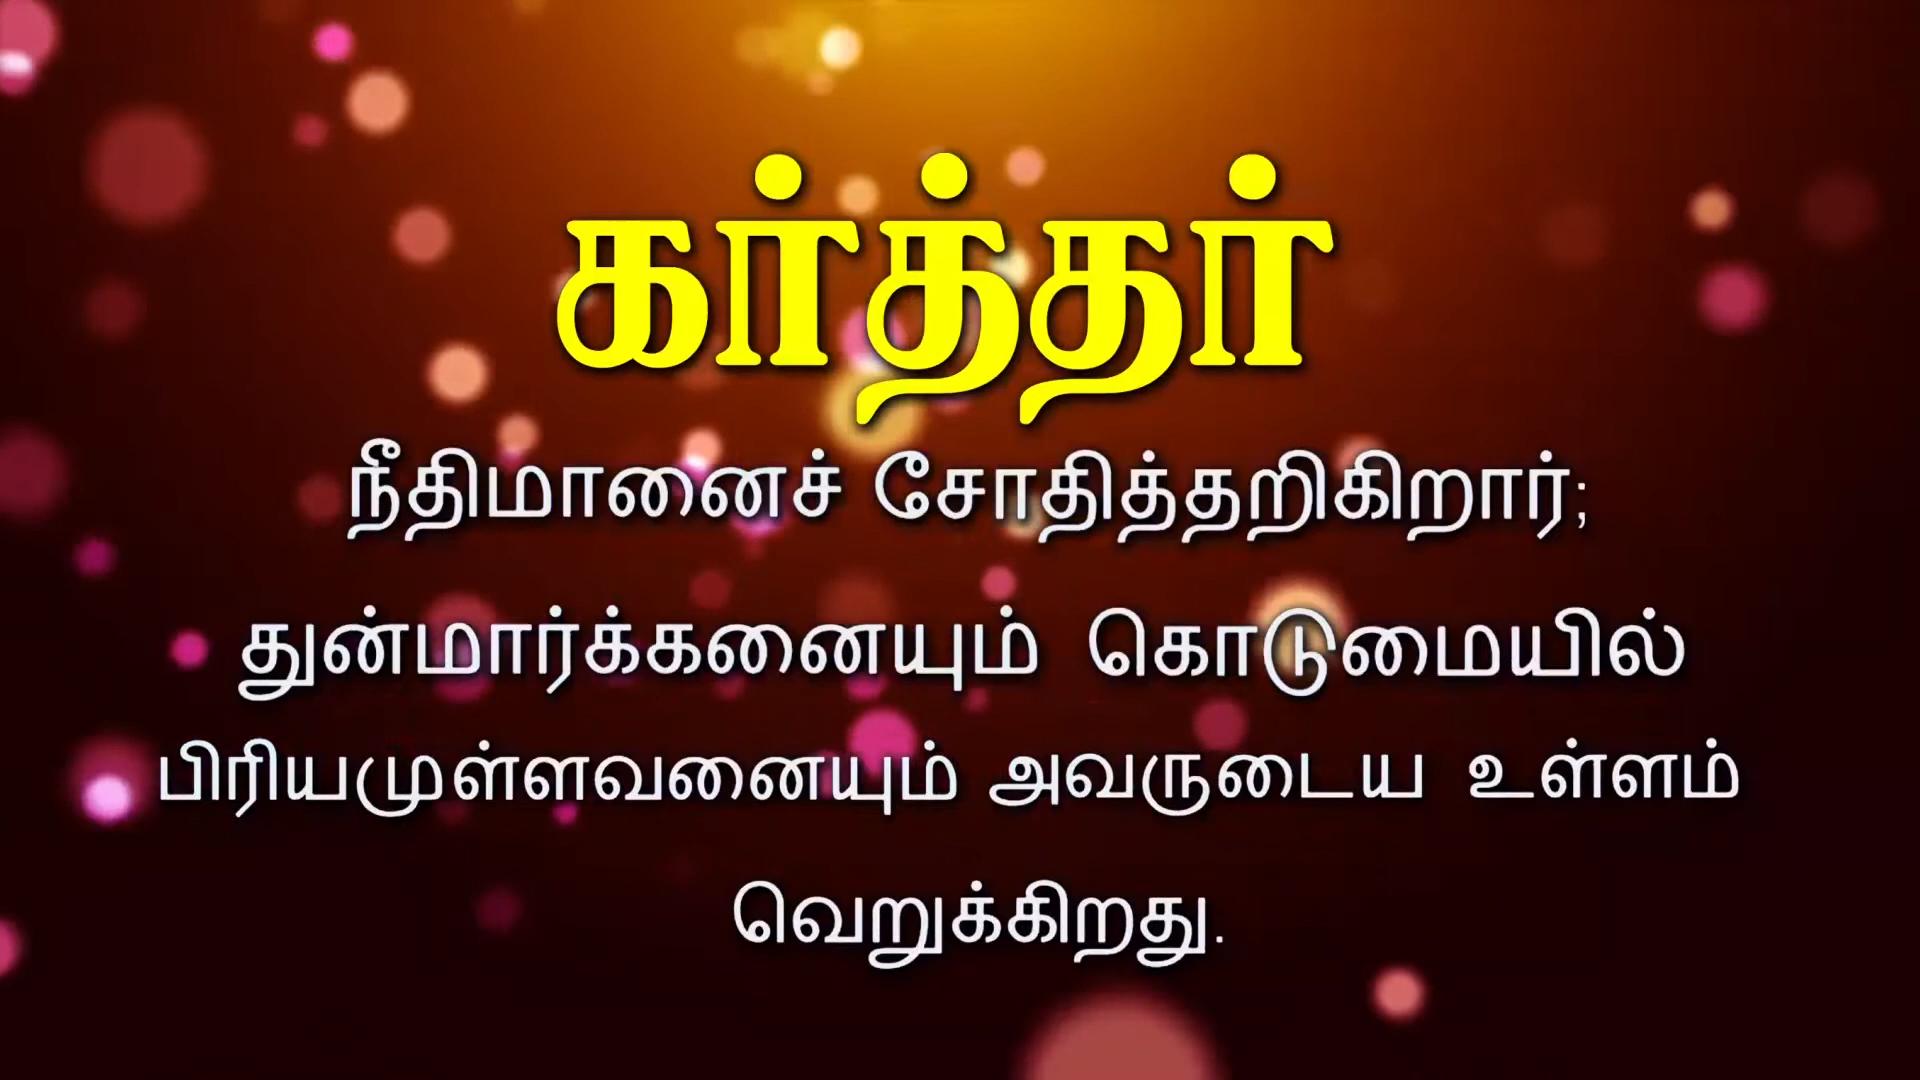 கர்த்தர்
நீதிமானைச் சோதித்தறிகிறார்;
துன்மார்க்கனையும் கொடுமையில்
பிரியமுள்ளவனையும் அவருடைய உள்ளம்
வெறுக்கிறது.